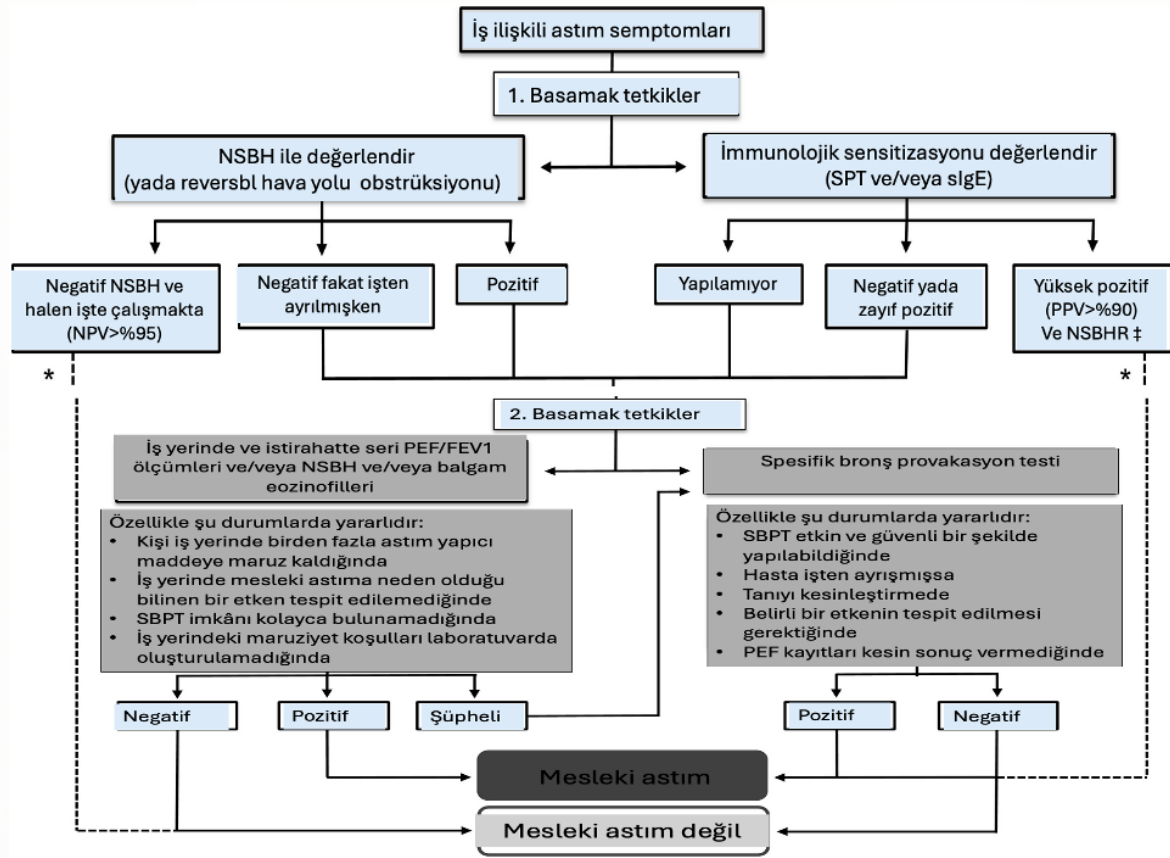 İş ilişkili astım semptomları
1. Basamak tetkikler
NSBH ile değerlendir
(yada reversbl hava yolu obstrüksiyonu)
İmmunolojik sensitizasyonu değerlendir
(SPT ve/veya sIgE)
Negatif NSBH ve
halen işte çalışmakta
(NPV>%95)
Negatif fakat işten
ayrılmışken
Pozitif
Yapılamıyor
Negatif yada
zayıf pozitif
Yüksek pozitif
(PPV>%90)
Ve NSBHR ‡
*
*
2. Basamak tetkikler
İş yerinde ve istirahatte seri PEF/FEV1
ölçümleri ve/veya NSBH ve/veya balgam
eozinofilleri
Spesifik bronş provakasyon testi
Özellikle şu durumlarda yararlıdır:
• Kişi iş yerinde birden fazla astım yapıcı
maddeye maruz kaldığında
• İş yerinde mesleki astıma neden olduğu
bilinen bir etken tespit edilemediğinde
• SBPT imkânı kolayca bulunamadığında
• İş yerindeki maruziyet koşulları laboratuvarda
oluşturulamadığında
Özellikle şu durumlarda yararlıdır:
• SBPT etkin ve güvenli bir şekilde
yapılabildiğinde
• Hasta işten ayrışmışsa
• Tanıyı kesinleştirmede
• Belirli bir etkenin tespit edilmesi
gerektiğinde
• PEF kayıtları kesin sonuç vermediğinde
Negatif
Pozitif
Şüpheli
Pozitif
Negatif
Mesleki astım
Mesleki astım değil